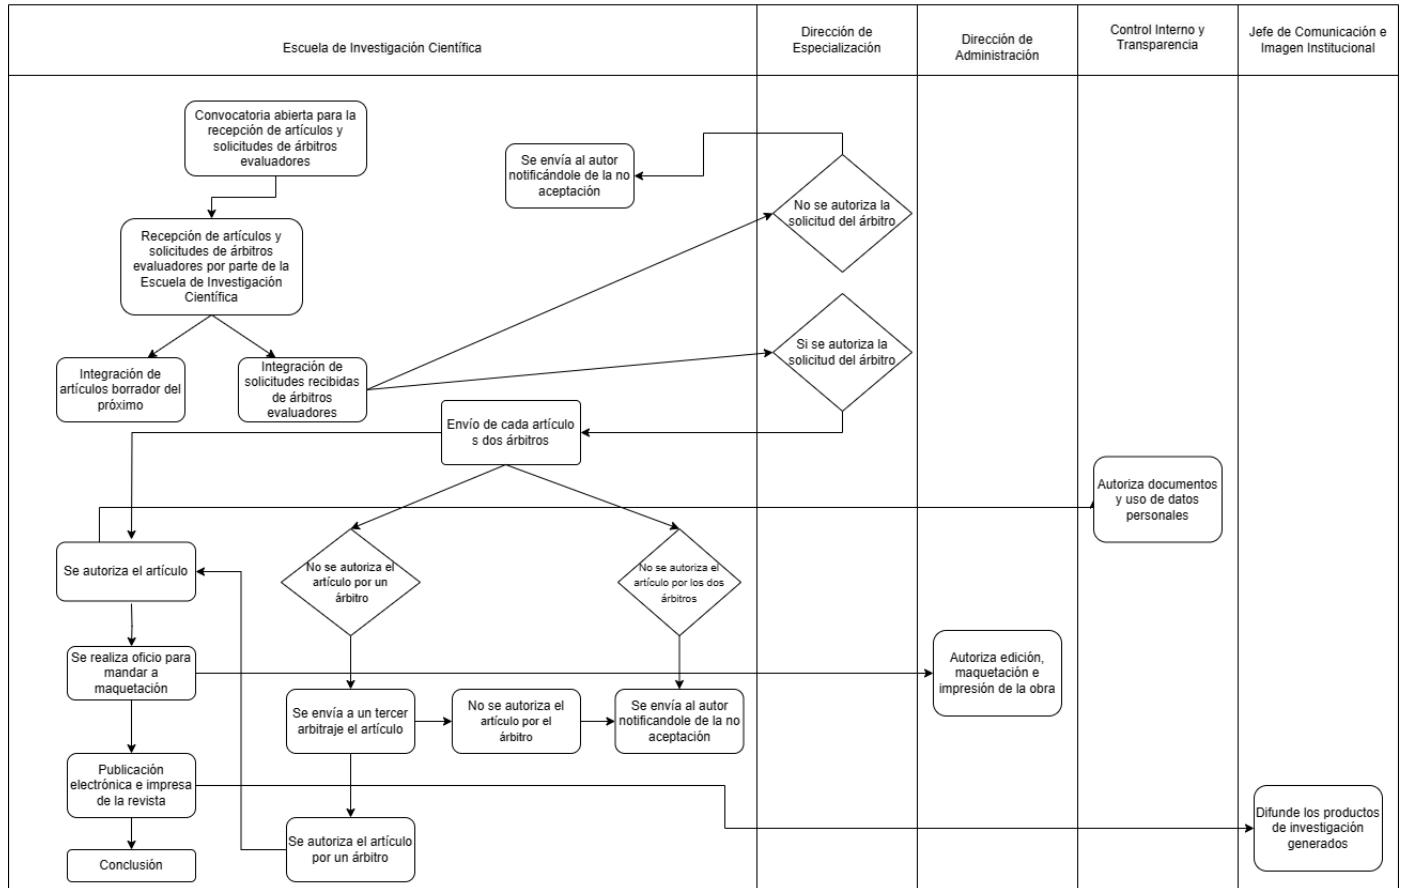 Escuela de Investigación Científica
Dirección de
Especialización
Dirección de
Administración
Control Interno y
Transparencia
Jefe de Comunicación e
Imagen Institucional
Convocatoria abierta para la
recepción de artículos y
solicitudes de árbitros
evaluadores
Se envía al autor
notificándole de la no
aceptación
No se autoriza la
solicitud del árbitro
Recepción de artículos y
solicitudes de árbitros
evaluadores por parte de la
Escuela de Investigación
Científica
Si se autoriza la
solicitud del árbitro
Integración de
artículos borrador del
próximo
Integración de
solicitudes recibidas
de árbitros
evaluadores
Envío de cada artículo
s dos árbitros
Autoriza documentos
y uso de datos
personales
Se autoriza el artículo
No se autoriza el
artículo por un
árbitro
No se autoriza el
artículo por los dos
árbitros
Se realiza oficio para
mandar a
maquetación
Autoriza edición,
maquetación e
impresión de la obra
Se envía a un tercer
arbitraje el artículo
No se autoriza el
artículo por el
árbitro
Se envía al autor
notificandole de la no
aceptación
Publicación
electrónica e impresa
de la revista
Difunde los productos
de investigación
generados
Se autoriza el artículo
por un árbitro
Conclusión